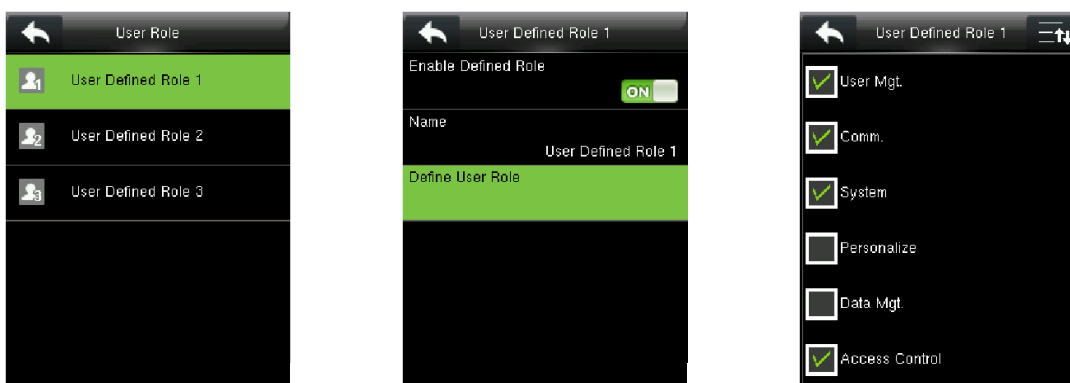 User Role
User Defined Role 1
User Defined Role 2
User Defined Role 3
User Defined Role 1
Enable Defined Role
ON
Name
User Defined Role 1
Define User Role
User Defined Role 1
User Mgt.
Comm.
System
Personalize
Data Mgt.
Access Control